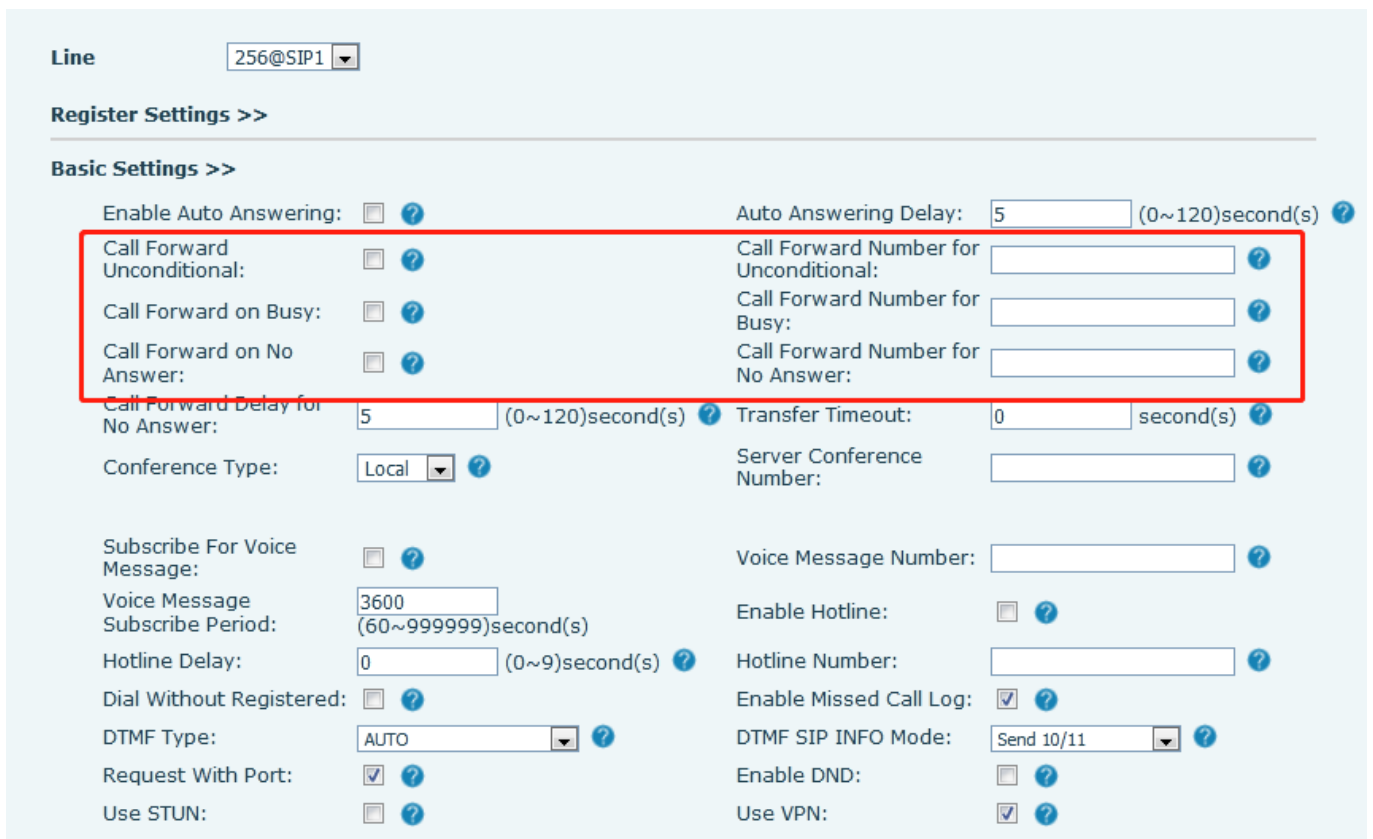 Line 256@SIP1
Register Settings >>
Basic Settings >>
Enable Auto Answering: ? Auto Answering Delay: 5 (0~120)second(s) ?
Call Forward
Unconditional: ? Call Forward Number for
Unconditional: ?
Call Forward on Busy: ? Call Forward Number for
Busy: ?
Call Forward on No
Answer: ? Call Forward Number for
No Answer: ?
Call Forward Delay for
No Answer: 5 (0~120)second(s) ? Transfer Timeout: 0 second(s) ?
Conference Type: Local ? Server Conference
Number: ?
Subscribe For Voice
Message: ? Voice Message Number: ?
Voice Message
Subscribe Period: 3600
(60~999999)second(s) Enable Hotline: ?
Hotline Delay: 0 (0~9)second(s) ? Hotline Number: ?
Dial Without Registered: ? Enable Missed Call Log: ?
DTMF Type: AUTO ? DTMF SIP INFO Mode: Send 10/11 ?
Request With Port: ? Enable DND: ?
Use STUN: ? Use VPN: ?